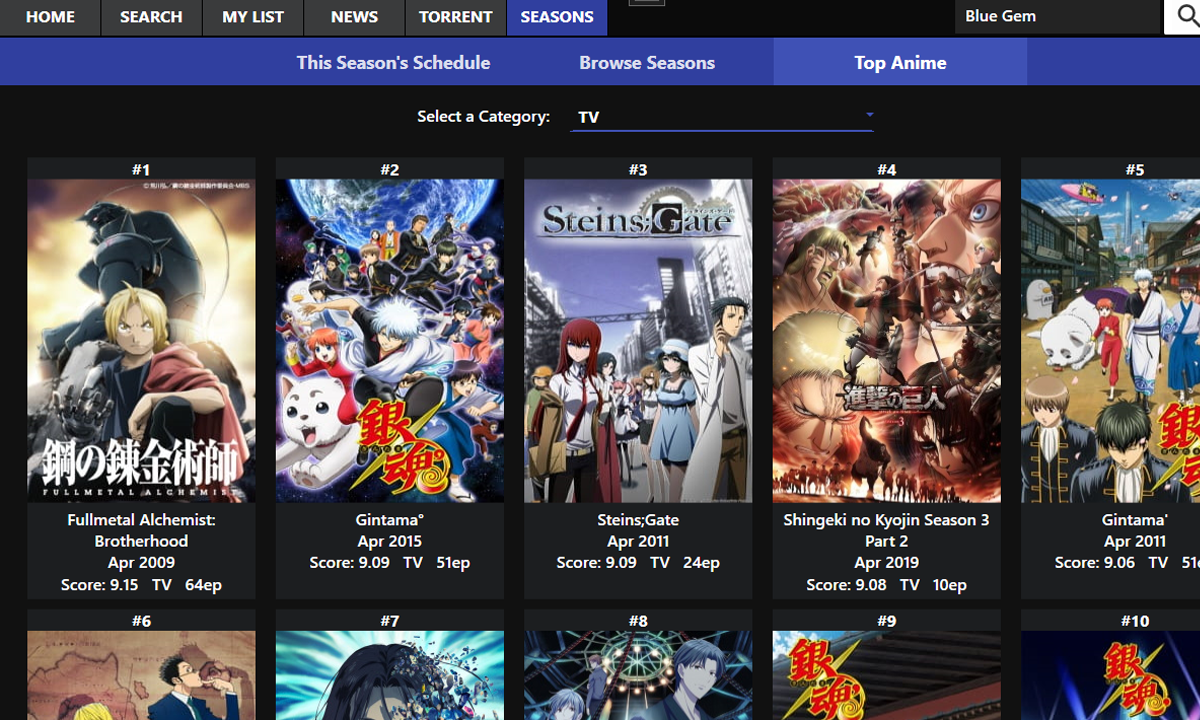 HOME SEARCH MY LIST NEWS TORRENT SEASONS Blue Gem
This Season's Schedule Browse Seasons Top Anime
Select a Category: TV
#1 #2 #3 #4 #5
鋼の錬金術師
FULLMETAL ALCHEMIST
銀魂°
Steins;Gate
進撃の巨人
銀
Fullmetal Alchemist:
Brotherhood
Apr 2009
Score: 9.15 TV 64ep
Gintama°
Apr 2015
Score: 9.09 TV 51ep
Steins;Gate
Apr 2011
Score: 9.09 TV 24ep
Shingeki no Kyojin Season 3
Part 2
Apr 2019
Score: 9.08 TV 10ep
Gintama'
Apr 2011
Score: 9.06 TV
#6 #7 #8 #9 #10
銀魂'
銀魂.